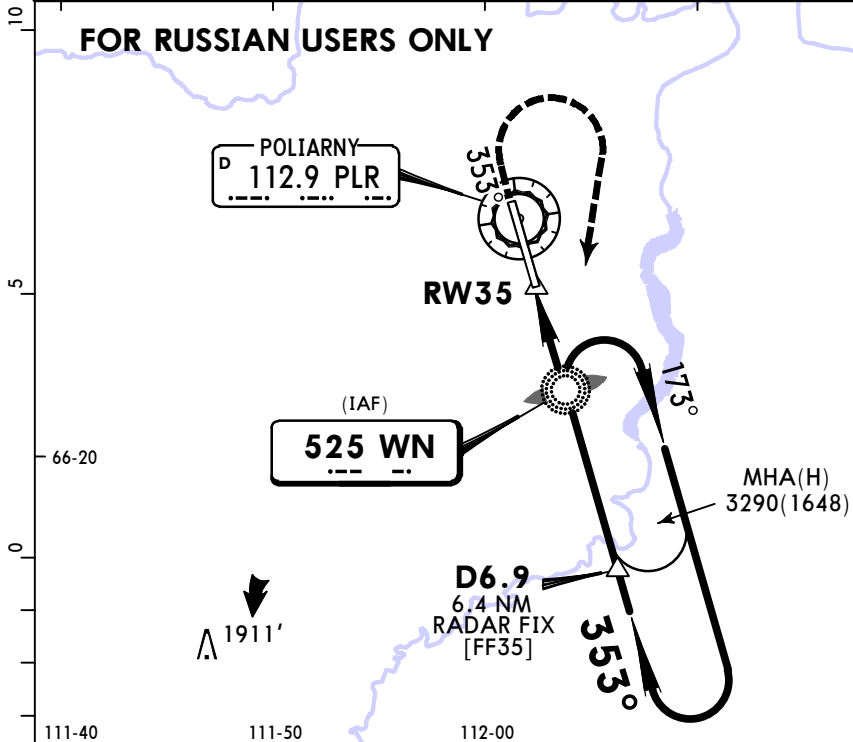 10
FOR RUSSIAN USERS ONLY
POLIARNY
D
112.9 PLR
353°
5
RW35
(IAF)
525 WN
173°
66-20
MHA(H)
3290(1648)
0
D6.9
6.4 NM
RADAR FIX
[FF35]
1911'
353°
111-40
111-50
112-00